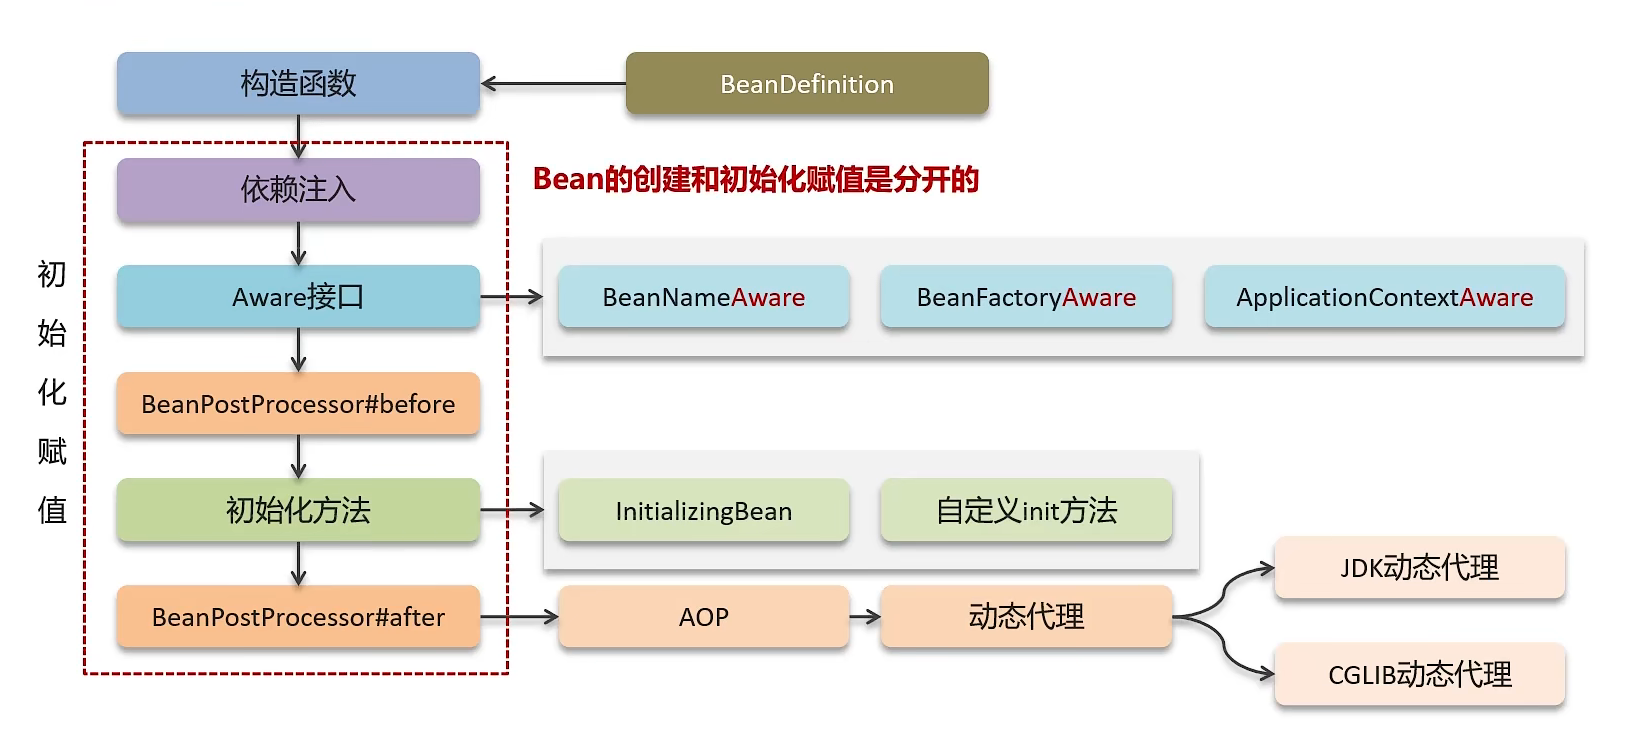 构造函数
BeanDefinition
依赖注入
Bean的创建和初始化赋值是分开的
初始化赋值
Aware接口
BeanNameAware
BeanFactoryAware
ApplicationContextAware
BeanPostProcessor#before
初始化方法
InitializingBean
自定义init方法
BeanPostProcessor#after
AOP
动态代理
JDK动态代理
CGLIB动态代理